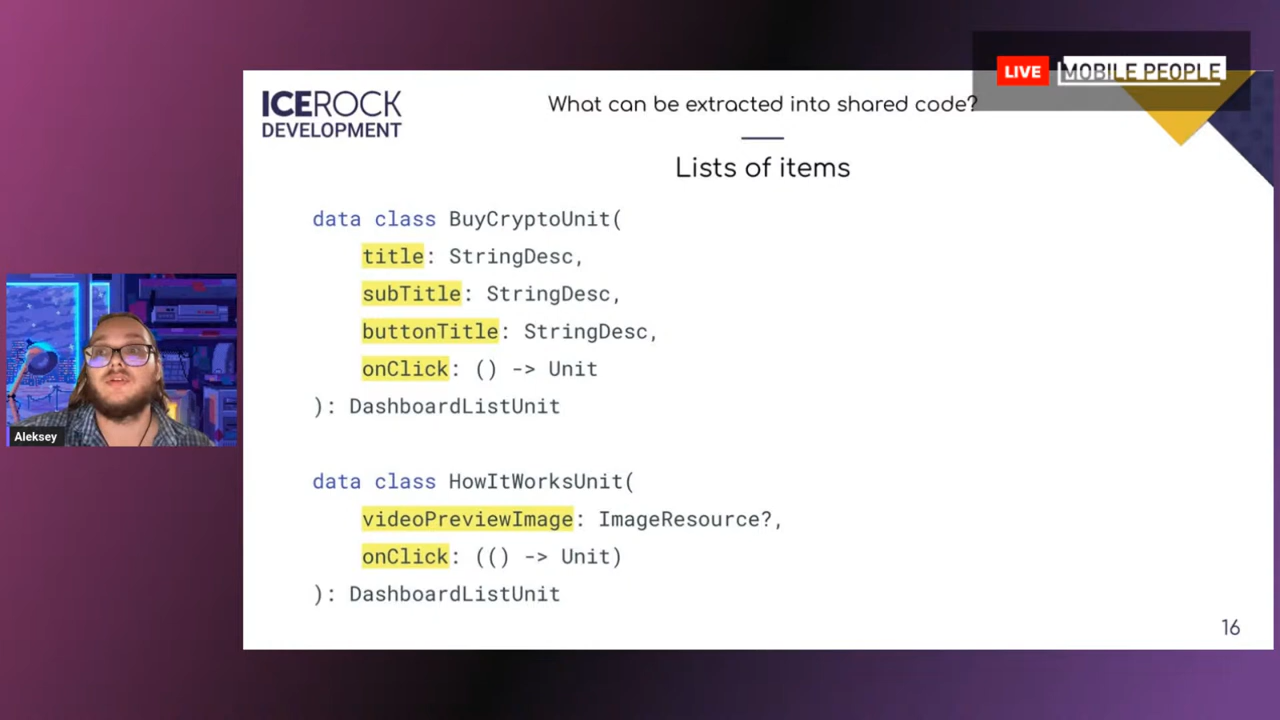 LIVE MOBILE PEOPLE
ICEROCK
DEVELOPMENT
What can be extracted into shared code?
Lists of items
data class BuyCryptoUnit(
title: StringDesc,
subTitle: StringDesc,
buttonTitle: StringDesc,
onClick: () -> Unit
): DashboardListUnit
data class HowItWorksUnit(
videoPreviewImage: ImageResource?,
onClick: (() -> Unit)
): DashboardListUnit
16
Aleksey